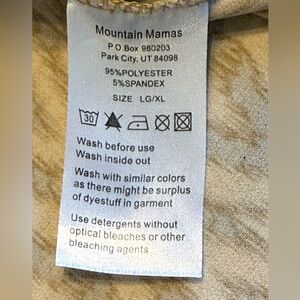 Mountain Mamas
P.O.Box 980203
Park City, UT 84098
95%POLYESTER
5%SPANDEX
SIZE LG/XL
30
Wash before use
Wash inside out
Wash with similar colors
as there might be surplus
of dyestuff in garment
Use detergents without
optical bleaches or other
bleaching agents